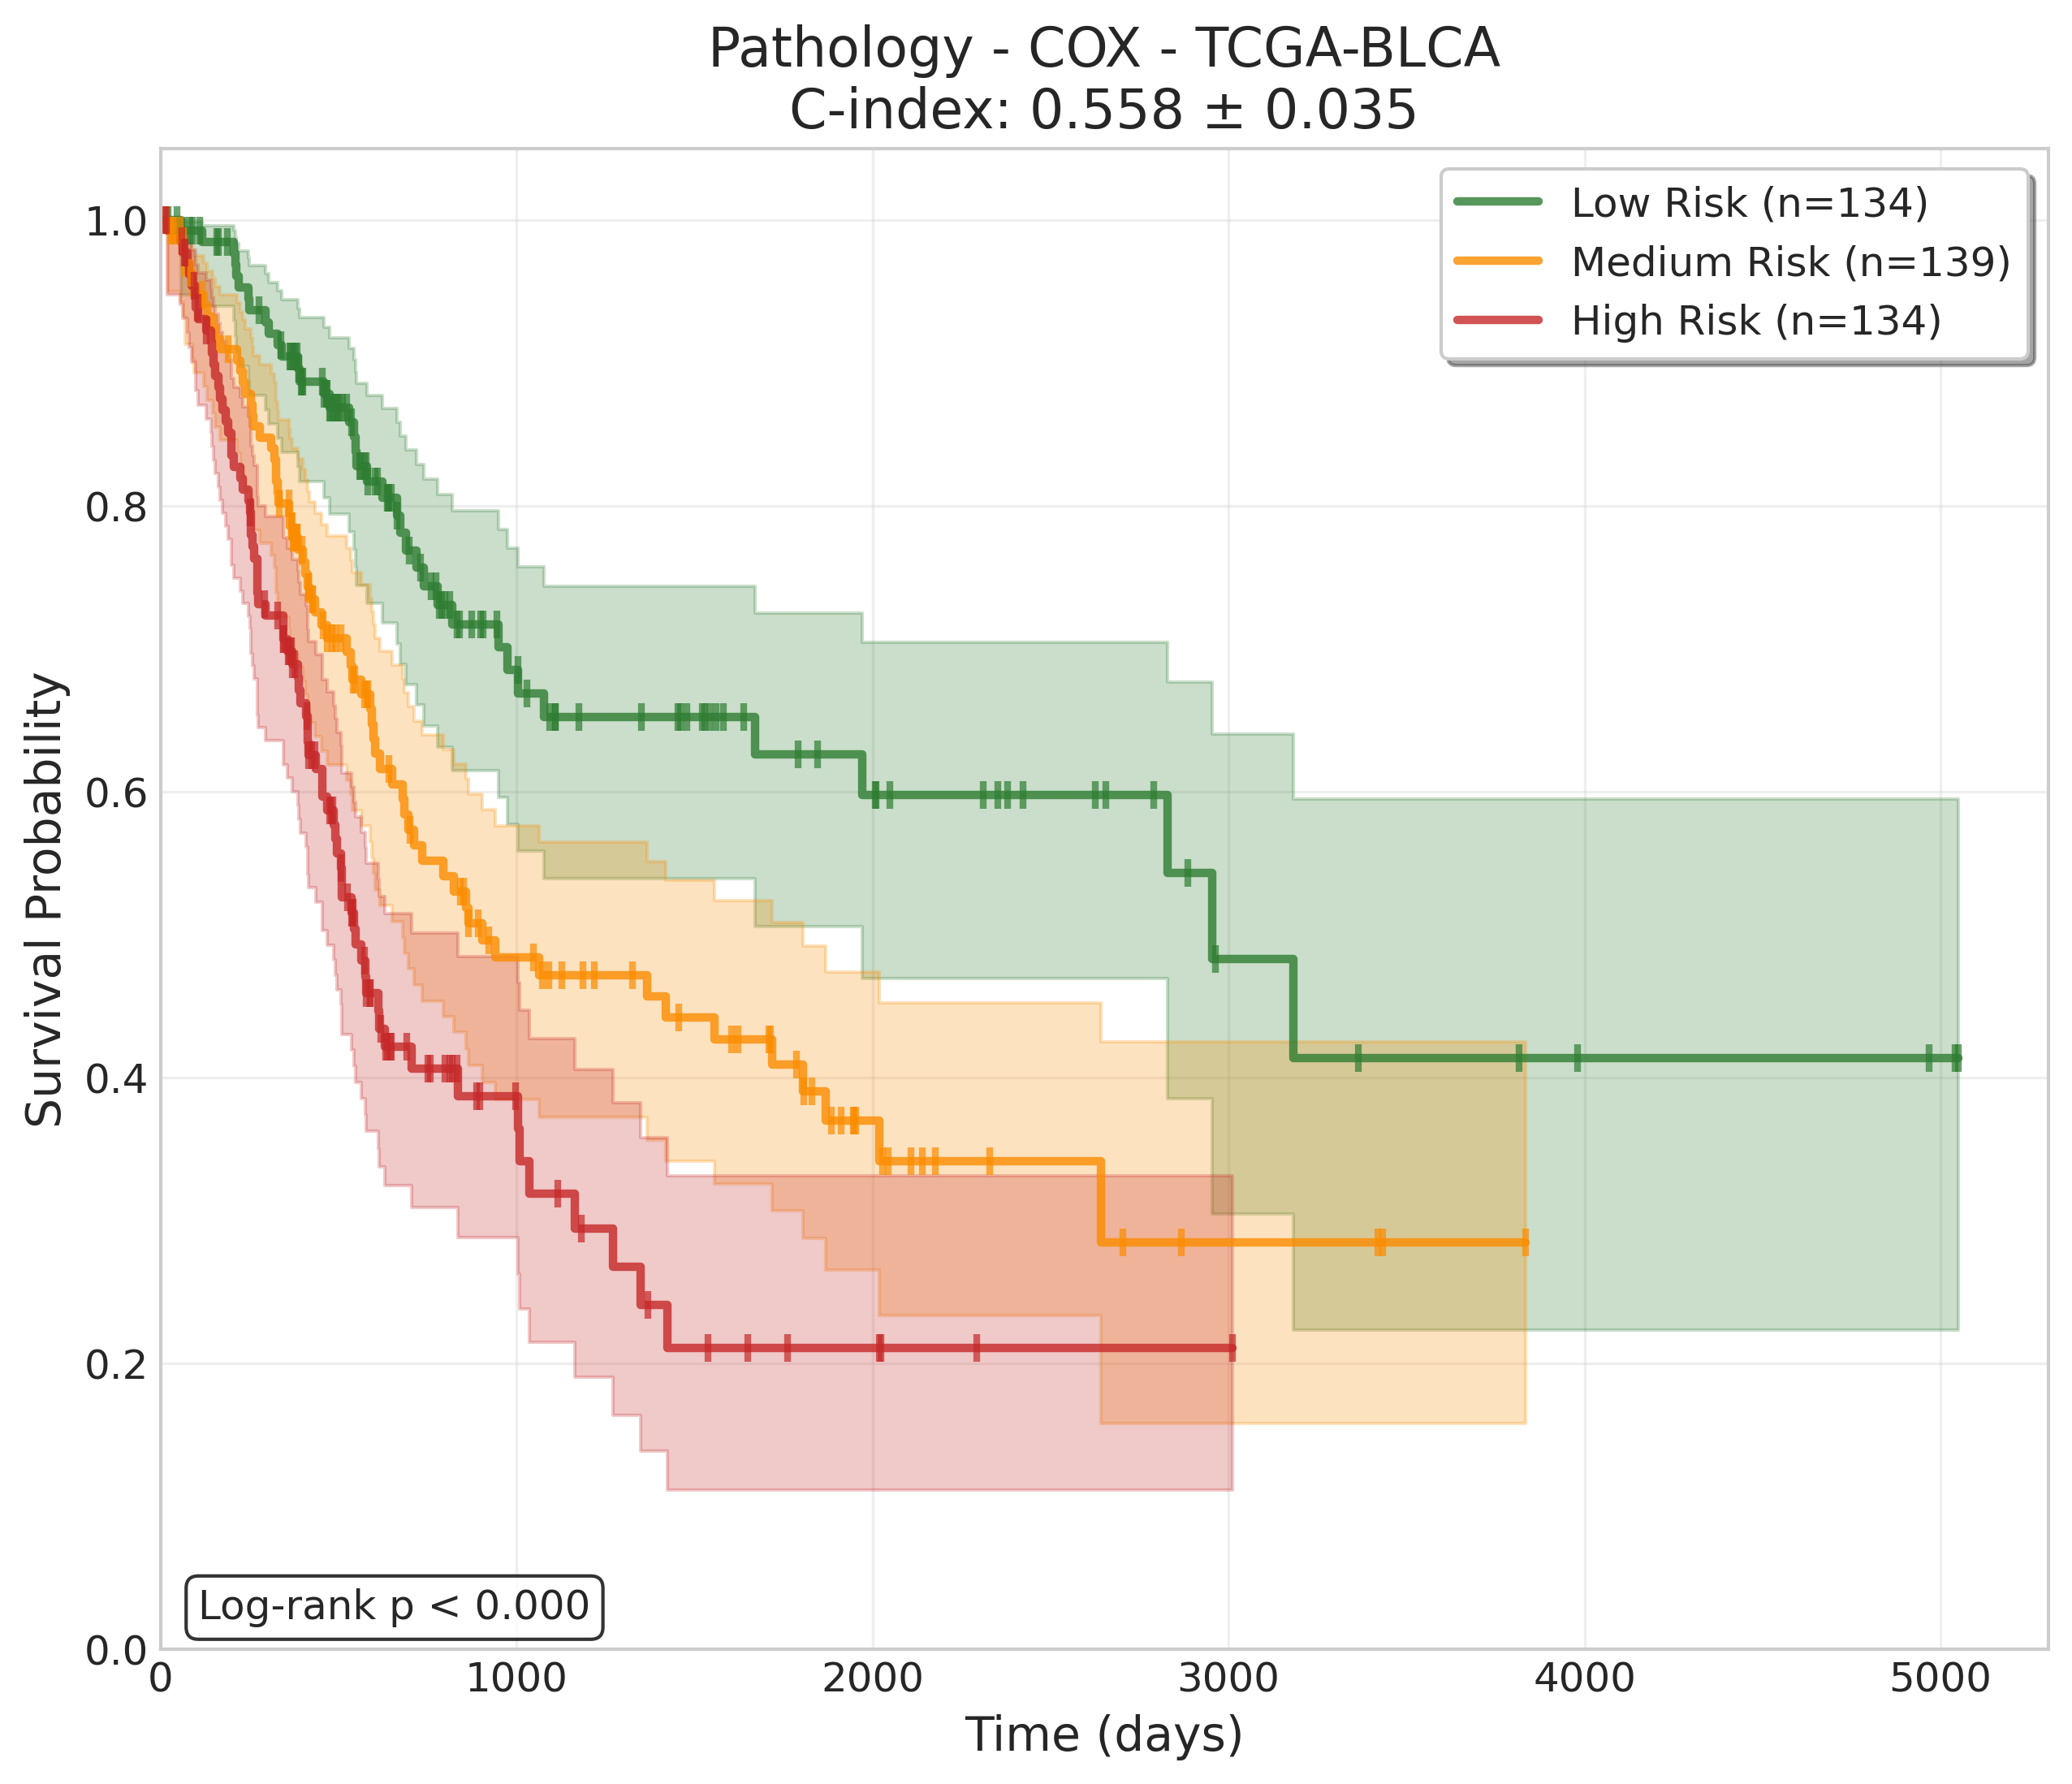 Pathology - COX - TCGA-BLCA
C-index: 0.558 ± 0.035
Low Risk (n=134)
Medium Risk (n=139)
High Risk (n=134)
Survival Probability
1.0
0.8
0.6
0.4
0.2
0.0
Log-rank p < 0.000
0 1000 2000 3000 4000 5000
Time (days)